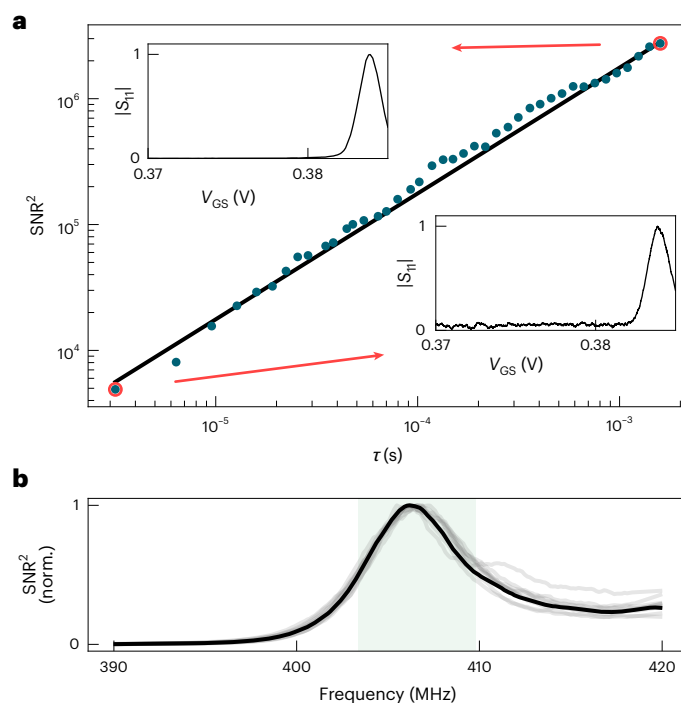 a
SNR²
10⁶
10⁵
10⁴
10⁻⁵
10⁻⁴
10⁻³
τ (s)
|S₁₁|
1
0
0.37
0.38
V_GS (V)
|S₁₁|
1
0
0.37
0.38
V_GS (V)
b
SNR²
(norm.)
1
0
390
400
410
420
Frequency (MHz)